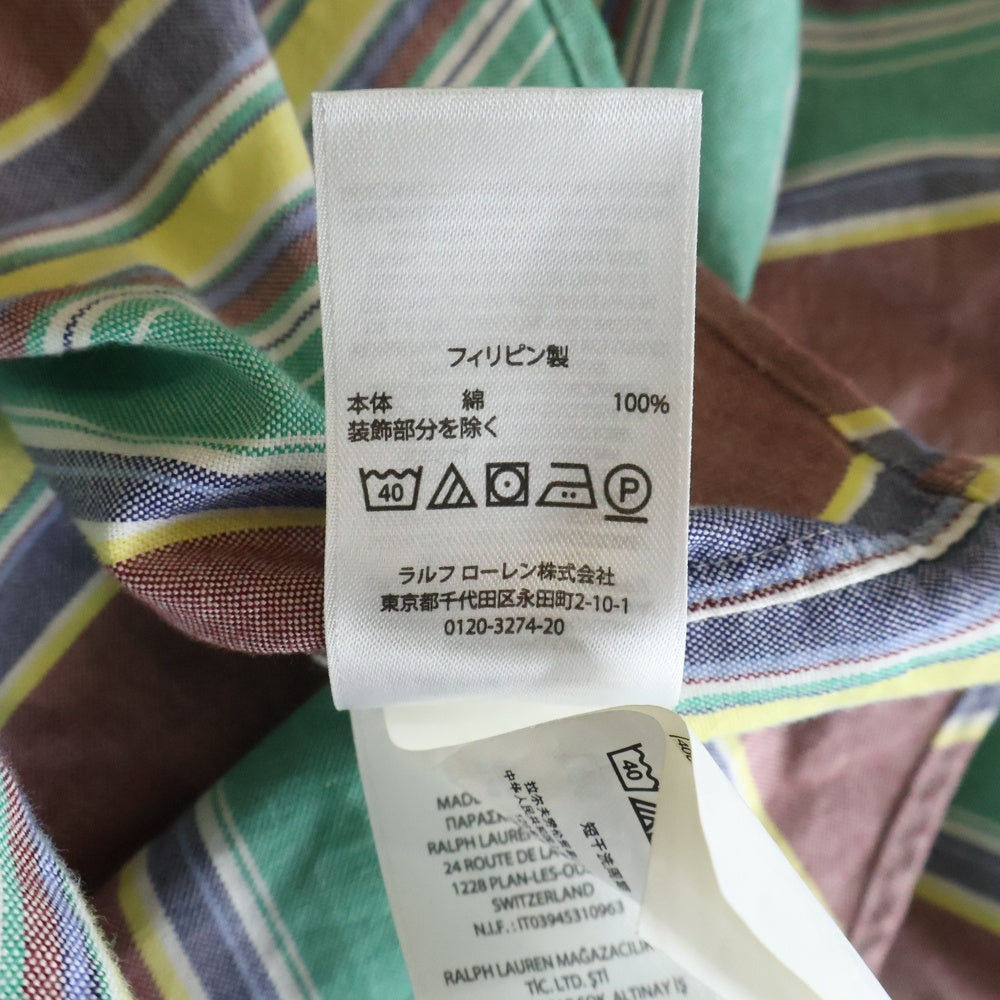 フィリピン製
本体 綿 100%
装飾部分を除く
40 P
ラルフ ローレン株式会社
東京都千代田区永田町2-10-1
0120-3274-20
40
RALPH LAUREN
24 ROUTE DE LA
1228 PLAN-LES-
SWITZERLAND
N.I.F.:IT03945310963
RALPH LAUREN MAĞAZACILIK
TİC.LTD.ŞTİ
ALTINAY İŞ